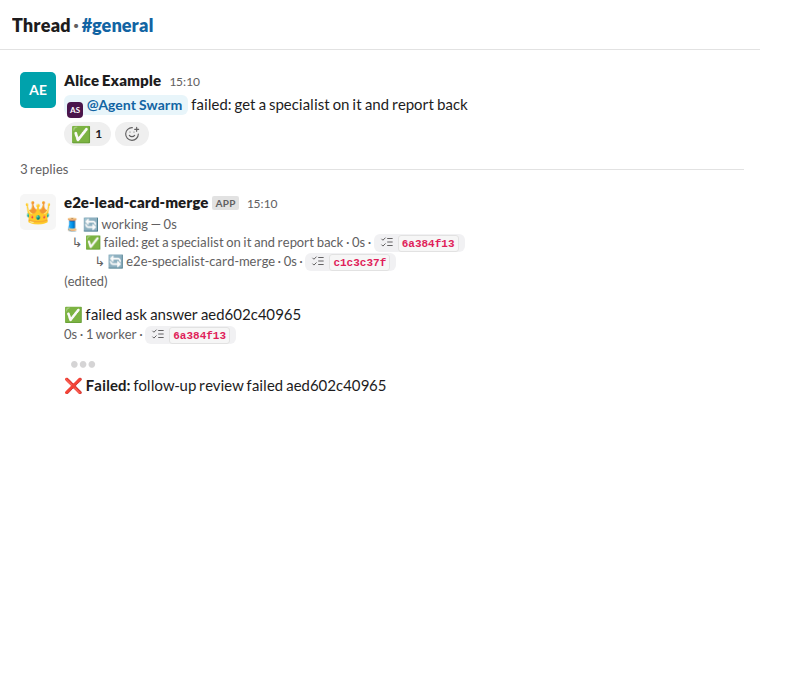 Thread · #general
AE
Alice Example 15:10
AS @Agent Swarm failed: get a specialist on it and report back
✅ 1
3 replies
e2e-lead-card-merge APP 15:10
🧵 🔄 working — 0s
↳ ✅ failed: get a specialist on it and report back · 0s · 6a384f13
↳ 🔄 e2e-specialist-card-merge · 0s · c1c3c37f
(edited)
✅ failed ask answer aed602c40965
0s · 1 worker · 6a384f13
❌ Failed: follow-up review failed aed602c40965